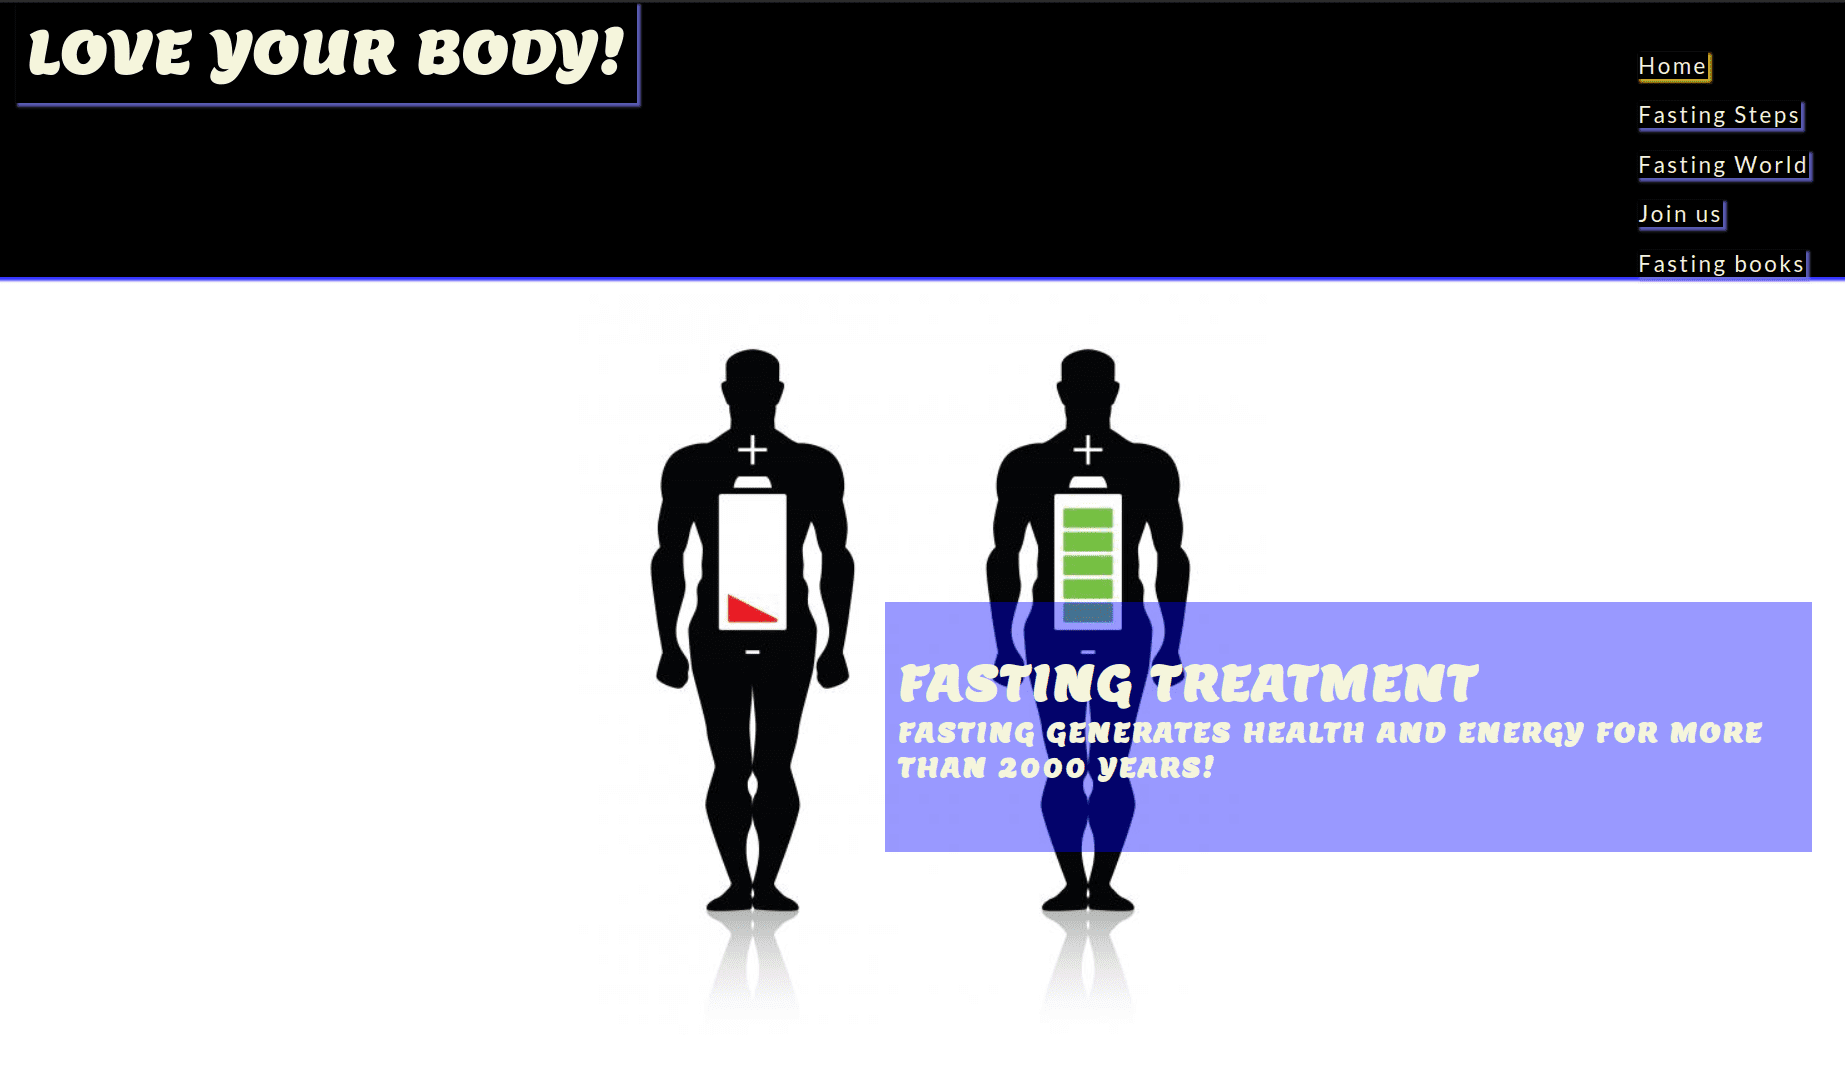 LOVE YOUR BODY!
Home
Fasting Steps
Fasting World
Join us
Fasting books
+
+
-
-
FASTING TREATMENT
FASTING GENERATES HEALTH AND ENERGY FOR MORE
THAN 2000 YEARS!